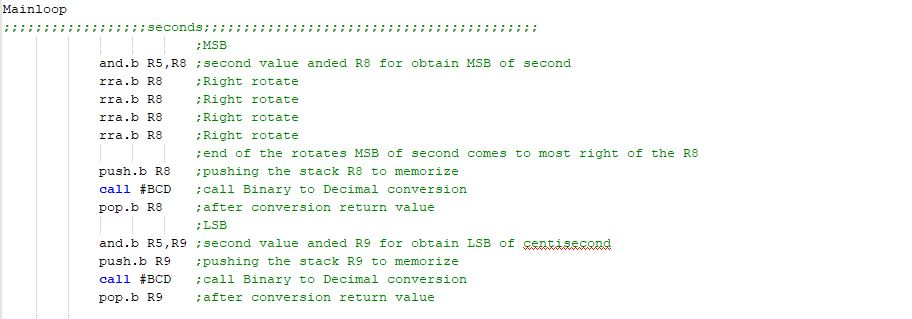 Mainloop
;;;;;;;;;;;;;;;;;;seconds;;;;;;;;;;;;;;;;;;;;;;;;;;;;;;;;;;;;;;;;;;
;MSB
and.b R5,R8 ;second value anded R8 for obtain MSB of second
rra.b R8 ;Right rotate
rra.b R8 ;Right rotate
rra.b R8 ;Right rotate
rra.b R8 ;Right rotate
;end of the rotates MSB of second comes to most right of the R8
push.b R8 ;pushing the stack R8 to memorize
call #BCD ;call Binary to Decimal conversion
pop.b R8 ;after conversion return value
;LSB
and.b R5,R9 ;second value anded R9 for obtain LSB of centisecond
push.b R9 ;pushing the stack R9 to memorize
call #BCD ;call Binary to Decimal conversion
pop.b R9 ;after conversion return value